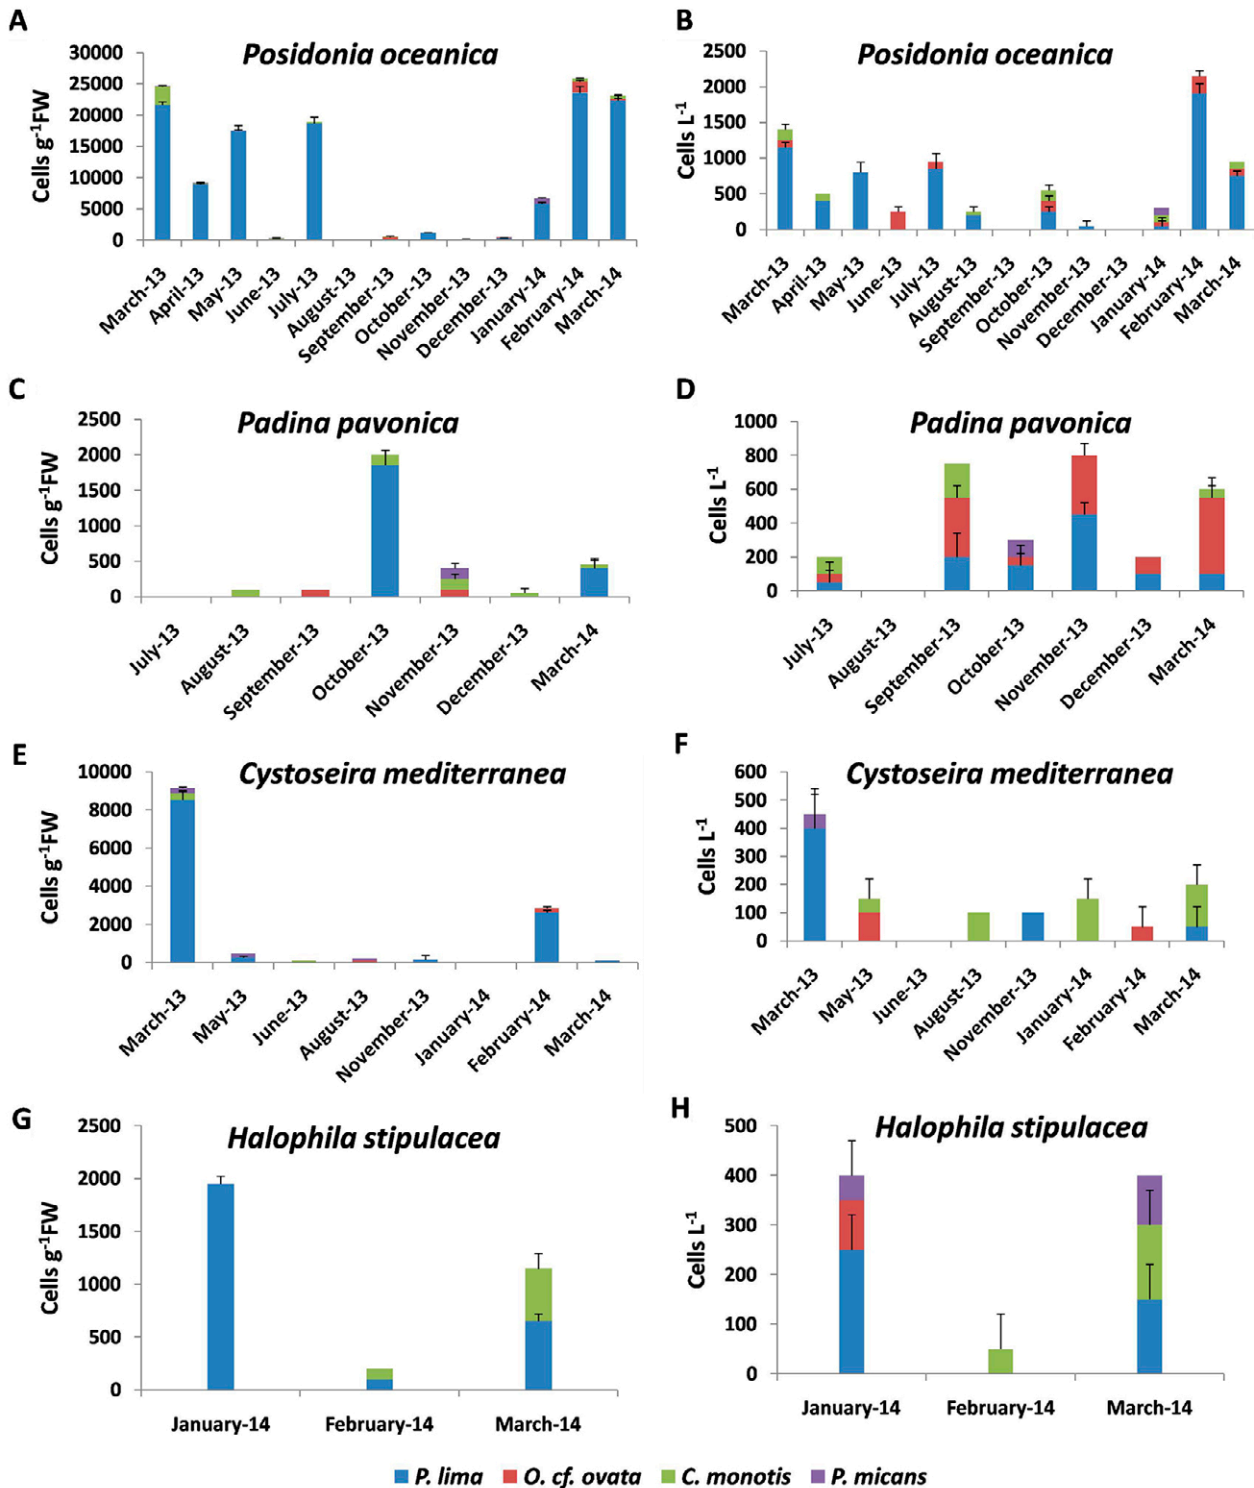 A
Posidonia oceanica
Cells g-1FW
30000
25000
20000
15000
10000
5000
0
March-13
April-13
May-13
June-13
July-13
August-13
September-13
October-13
November-13
December-13
January-14
February-14
March-14
B
Posidonia oceanica
Cells L-1
2500
2000
1500
1000
500
0
March-13
April-13
May-13
June-13
July-13
August-13
September-13
October-13
November-13
December-13
January-14
February-14
March-14
C
Padina pavonica
Cells g-1FW
2500
2000
1500
1000
500
0
July-13
August-13
September-13
October-13
November-13
December-13
March-14
D
Padina pavonica
Cells L-1
1000
800
600
400
200
0
July-13
August-13
September-13
October-13
November-13
December-13
March-14
E
Cystoseira mediterranea
Cells g-1FW
10000
8000
6000
4000
2000
0
March-13
May-13
June-13
August-13
November-13
January-14
February-14
March-14
F
Cystoseira mediterranea
Cells L-1
600
500
400
300
200
100
0
March-13
May-13
June-13
August-13
November-13
January-14
February-14
March-14
G
Halophila stipulacea
Cells g-1FW
2500
2000
1500
1000
500
0
January-14
February-14
March-14
H
Halophila stipulacea
Cells L-1
500
400
300
200
100
0
January-14
February-14
March-14
P. lima O. cf. ovata C. monotis P. micans